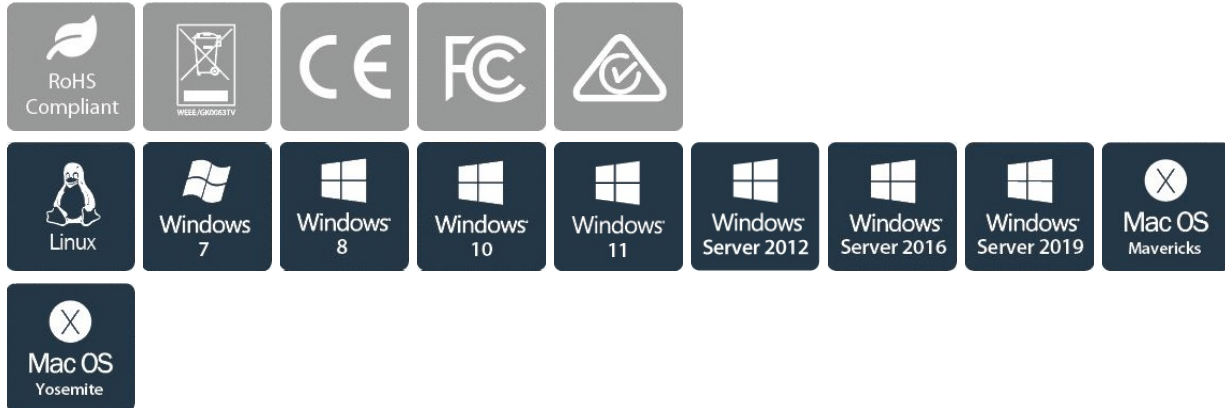 RoHS
Compliant
WEEE/GK0063TV
CE
FC
Linux
Windows
7
Windows
8
Windows
10
Windows
11
Windows
Server 2012
Windows
Server 2016
Windows
Server 2019
X
Mac OS
Mavericks
X
Mac OS
Yosemite